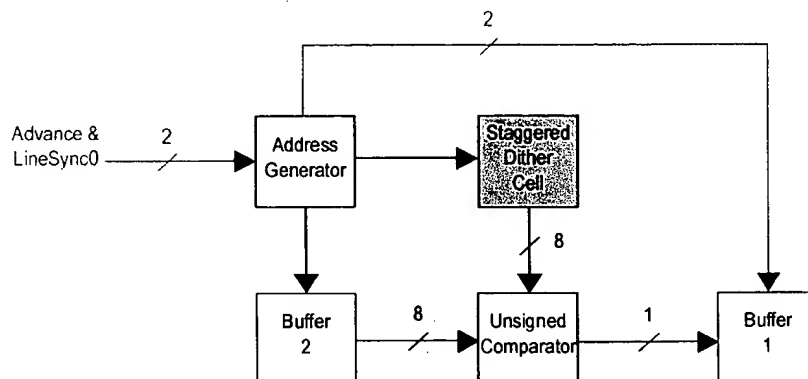 2
Advance &
LineSync0
2
Address
Generator
Staggered
Dither
Cell
8
Buffer
2
8
Unsigned
Comparator
1
Buffer
1